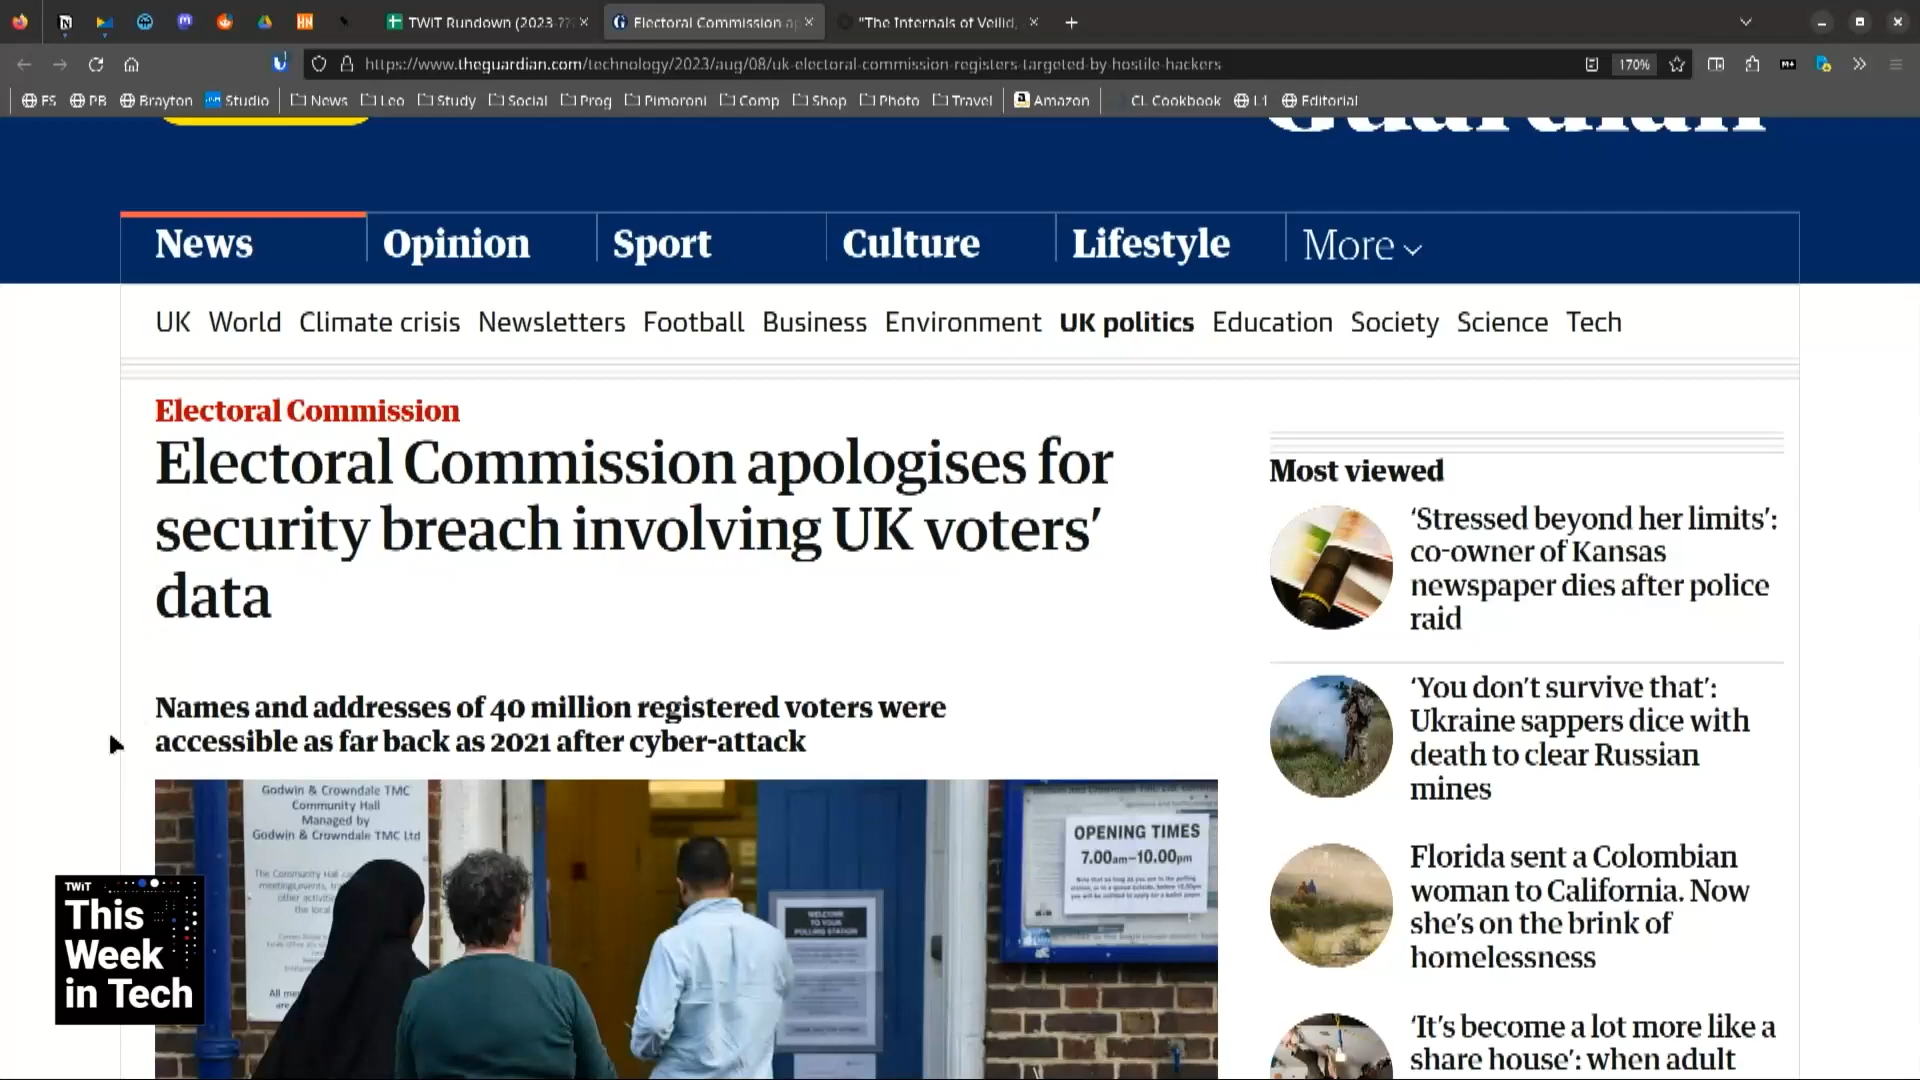 TWiT Rundown (2023-??
Electoral Commission ap
"The Internals of Veilid,
https://www.theguardian.com/technology/2023/aug/08/uk-electoral-commission-registers-targeted-by-hostile-hackers
170%
FS PB Brayton Studio News Leo Study Social Prog Pimoroni Comp Shop Photo Travel Amazon CL Cookbook L1 Editorial
Guardian
News Opinion Sport Culture Lifestyle More
UK World Climate crisis Newsletters Football Business Environment UK politics Education Society Science Tech
Electoral Commission
Electoral Commission apologises for
security breach involving UK voters'
data
Names and addresses of 40 million registered voters were
accessible as far back as 2021 after cyber-attack
Godwin & Crowndale TMC
Community Hall
Managed by
Godwin & Crowndale TMC Ltd
OPENING TIMES
7.00am–10.00pm
WELCOME
TO YOUR
POLLING STATION
Most viewed
'Stressed beyond her limits':
co-owner of Kansas
newspaper dies after police
raid
'You don't survive that':
Ukraine sappers dice with
death to clear Russian
mines
Florida sent a Colombian
woman to California. Now
she's on the brink of
homelessness
'It's become a lot more like a
share house': when adult
TWiT
This
Week
in Tech